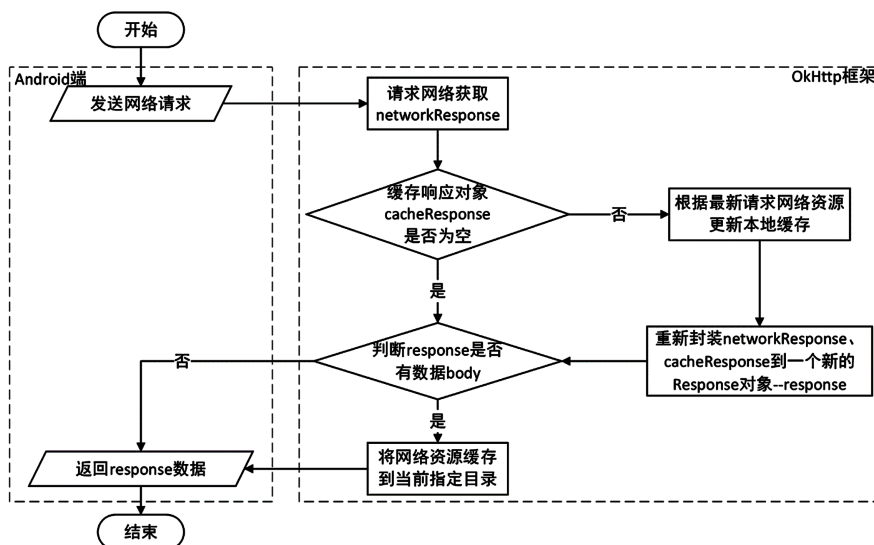 开始
Android端
OkHttp框架
发送网络请求
请求网络获取
networkResponse
缓存响应对象
cacheResponse
是否为空
否
根据最新请求网络资源
更新本地缓存
是
重新封装networkResponse、
cacheResponse到一个新的
Response对象--response
判断response是否
有数据body
否
是
将网络资源缓存
到当前指定目录
返回response数据
结束